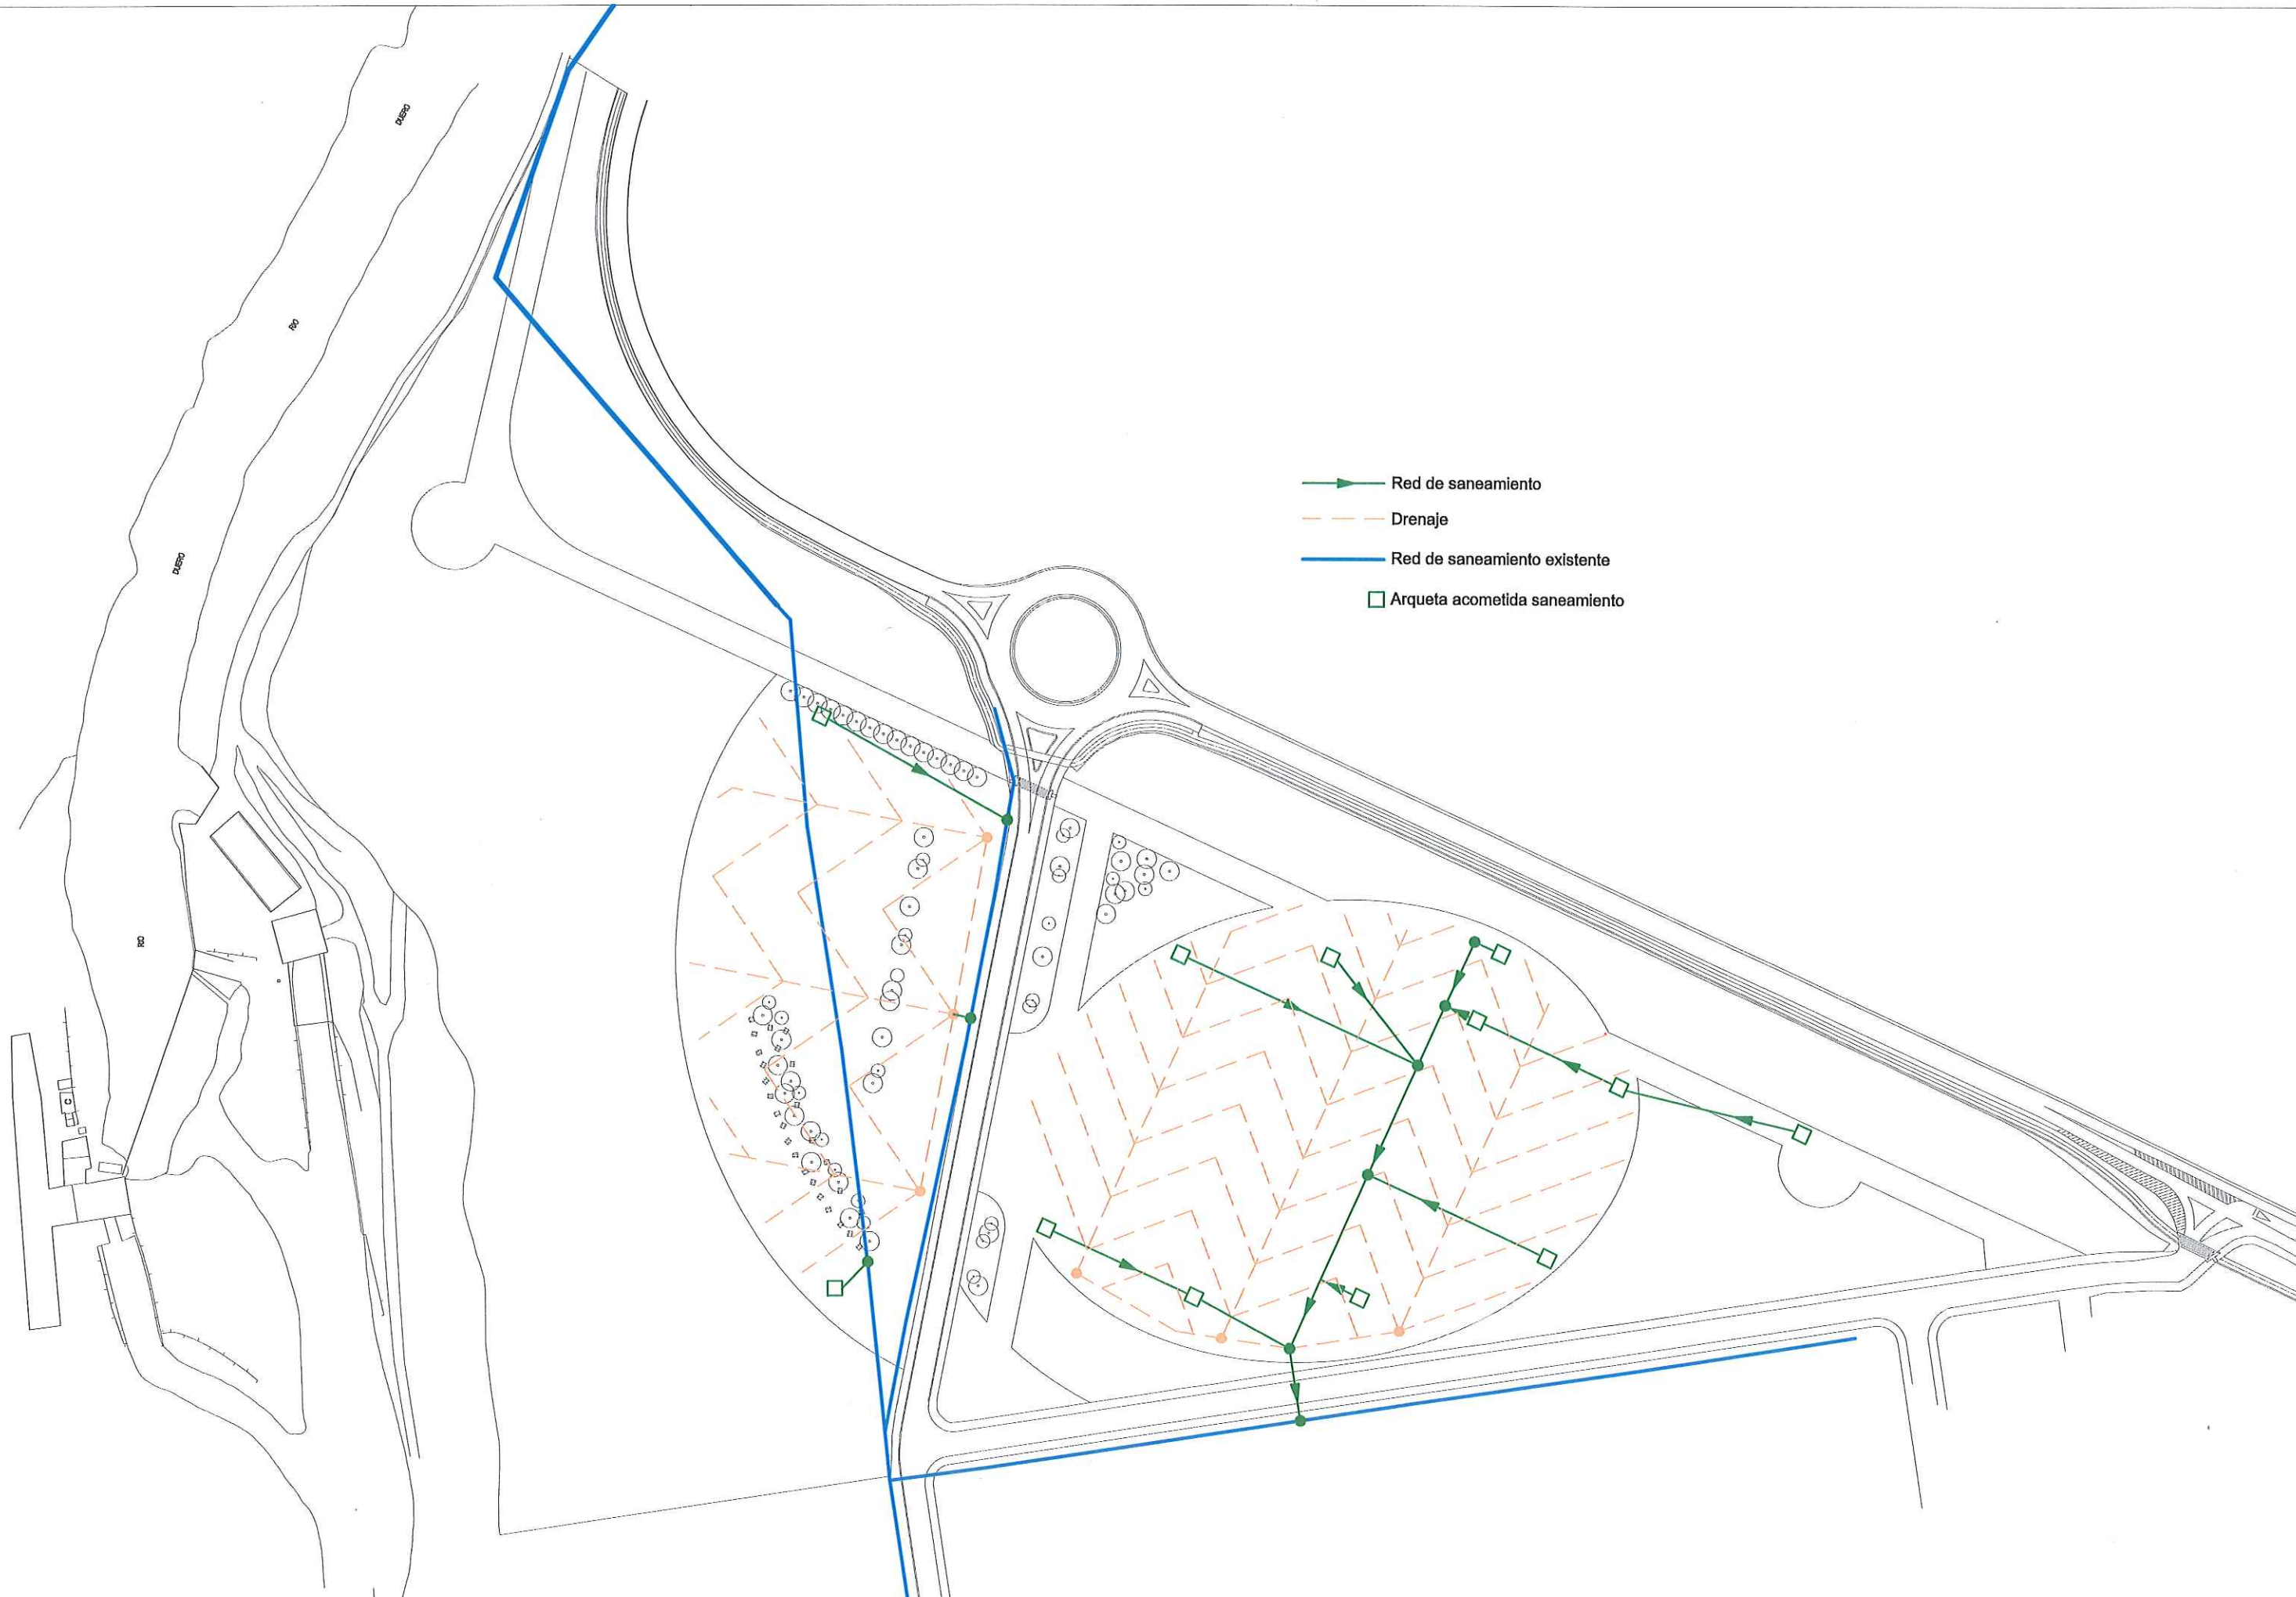 DUERO
RIO
Red de saneamiento
Drenaje
Red de saneamiento existente
Arqueta acometida saneamiento
DUERO
RIO
C